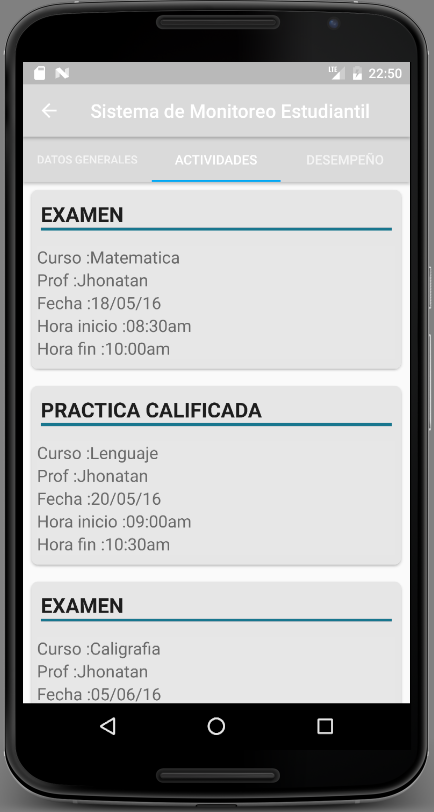 LTE 22:50
Sistema de Monitoreo Estudiantil
DATOS GENERALES ACTIVIDADES DESEMPEÑO
EXAMEN
Curso :Matematica
Prof :Jhonatan
Fecha :18/05/16
Hora inicio :08:30am
Hora fin :10:00am
PRACTICA CALIFICADA
Curso :Lenguaje
Prof :Jhonatan
Fecha :20/05/16
Hora inicio :09:00am
Hora fin :10:30am
EXAMEN
Curso :Caligrafia
Prof :Jhonatan
Fecha :05/06/16